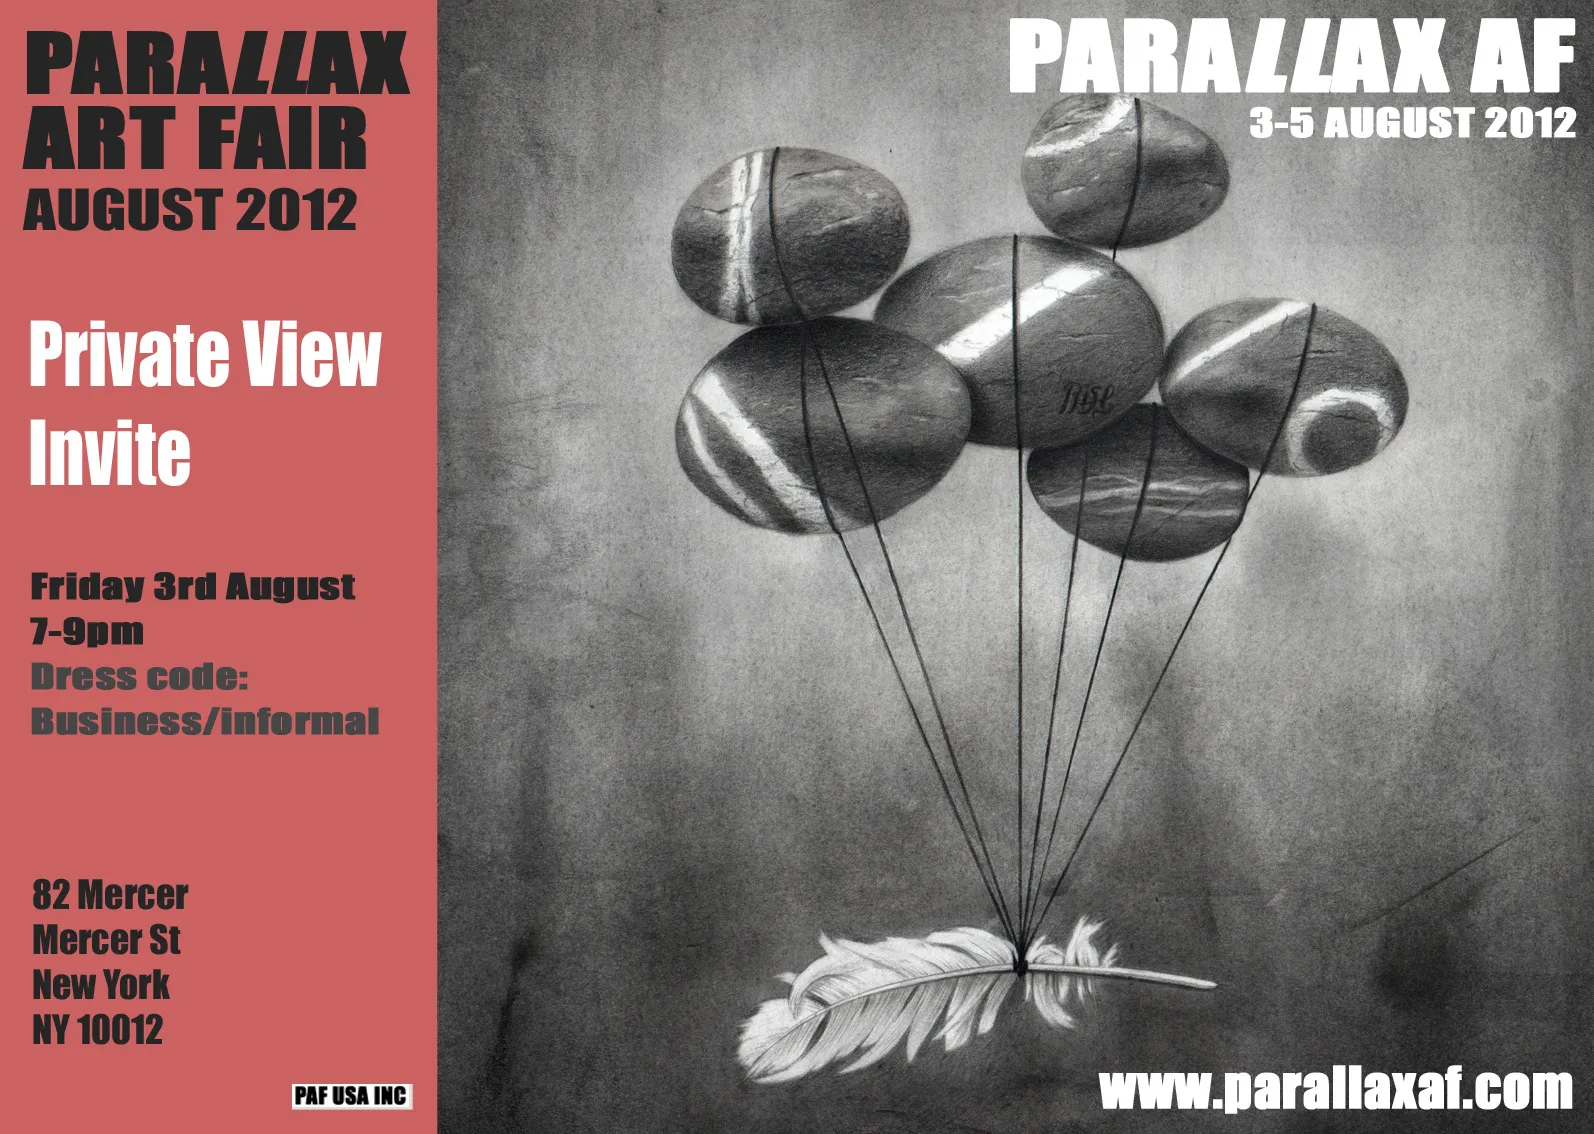 PARALLAX
ART FAIR
AUGUST 2012
Private View
Invite
Friday 3rd August
7-9pm
Dress code:
Business/informal
82 Mercer
Mercer St
New York
NY 10012
PAF USA INC
PARALLAX AF
3-5 AUGUST 2012
www.parallaxaf.com